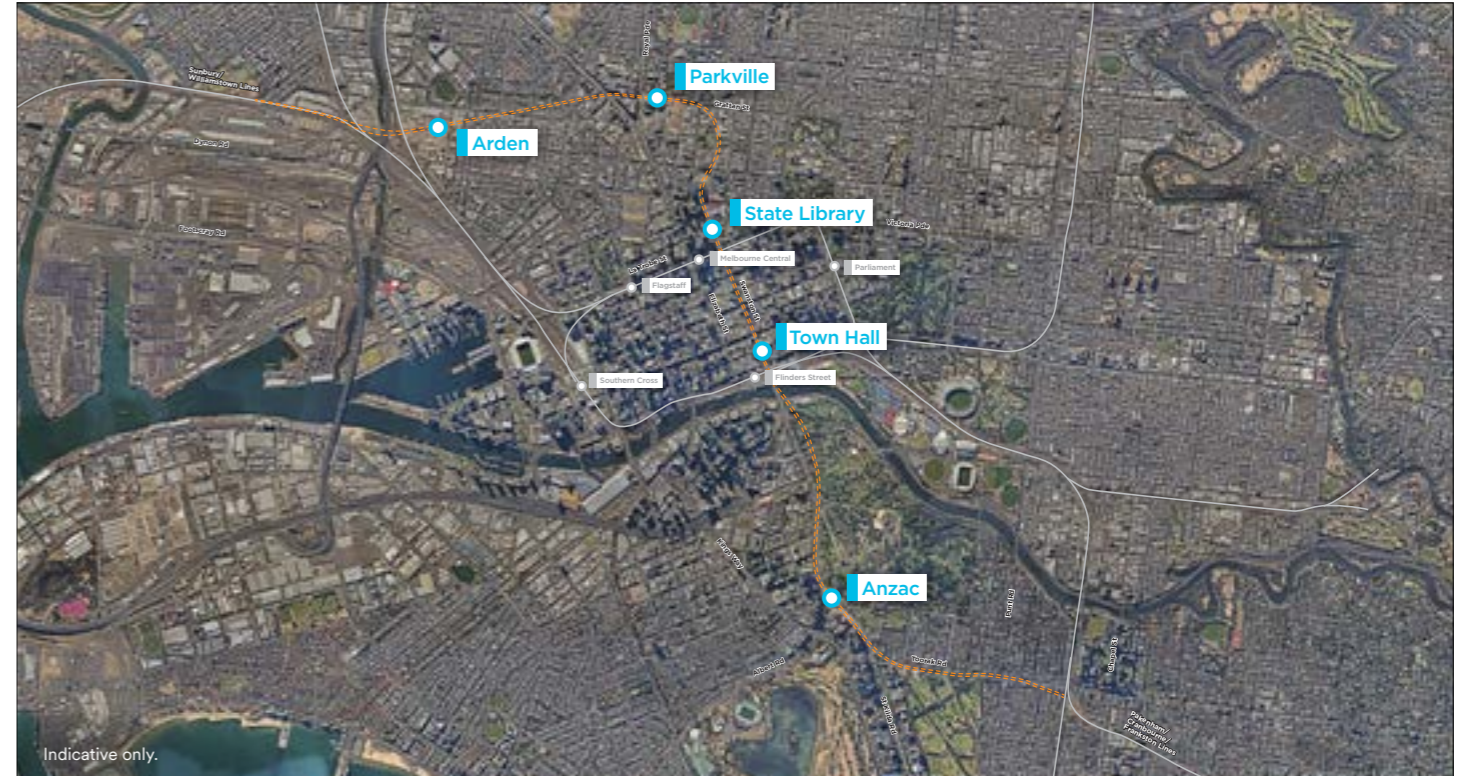 Royal Pde
Parkville
Sunbury/
Williamstown Lines
Grattan St
Arden
Dynon Rd
State Library
Victoria Pde
Footscray Rd
La Trobe St
Melbourne Central
Parliament
Flagstaff
Elizabeth St
Swanston St
Town Hall
Southern Cross
Flinders Street
Kings Way
Anzac
Punt Rd
Toorak Rd
Chapel St
Albert Rd
St Kilda Rd
Pakenham/
Cranbourne/
Frankston Lines
Indicative only.